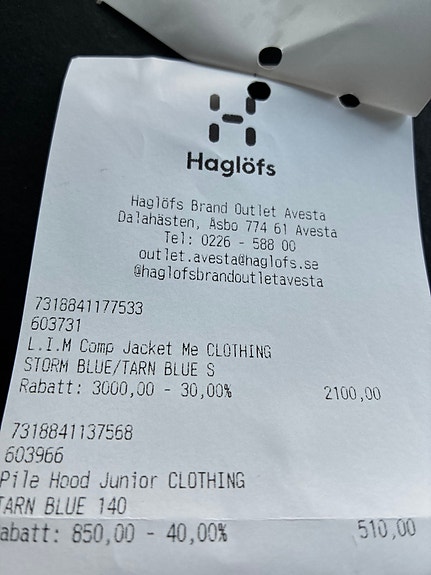 Haglöfs
Haglöfs Brand Outlet Avesta
Dalahästen, Åsbo 774 61 Avesta
Tel: 0226 - 588 00
outlet.avesta@haglofs.se
@haglofsbrandoutletavesta
7318841177533
603731
L.I.M Comp Jacket Me CLOTHING
STORM BLUE/TARN BLUE S
Rabatt: 3000,00 - 30,00% 2100,00
7318841137568
603966
Pile Hood Junior CLOTHING
TARN BLUE 140
abatt: 850,00 - 40,00% 510,00